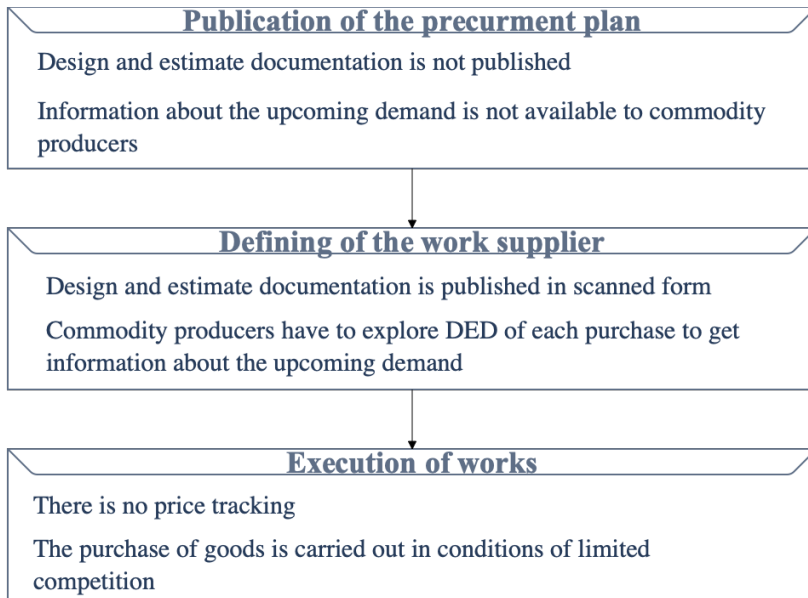 Publication of the precurment plan
Design and estimate documentation is not published
Information about the upcoming demand is not available to commodity
producers
Defining of the work supplier
Design and estimate documentation is published in scanned form
Commodity producers have to explore DED of each purchase to get
information about the upcoming demand
Execution of works
There is no price tracking
The purchase of goods is carried out in conditions of limited
competition